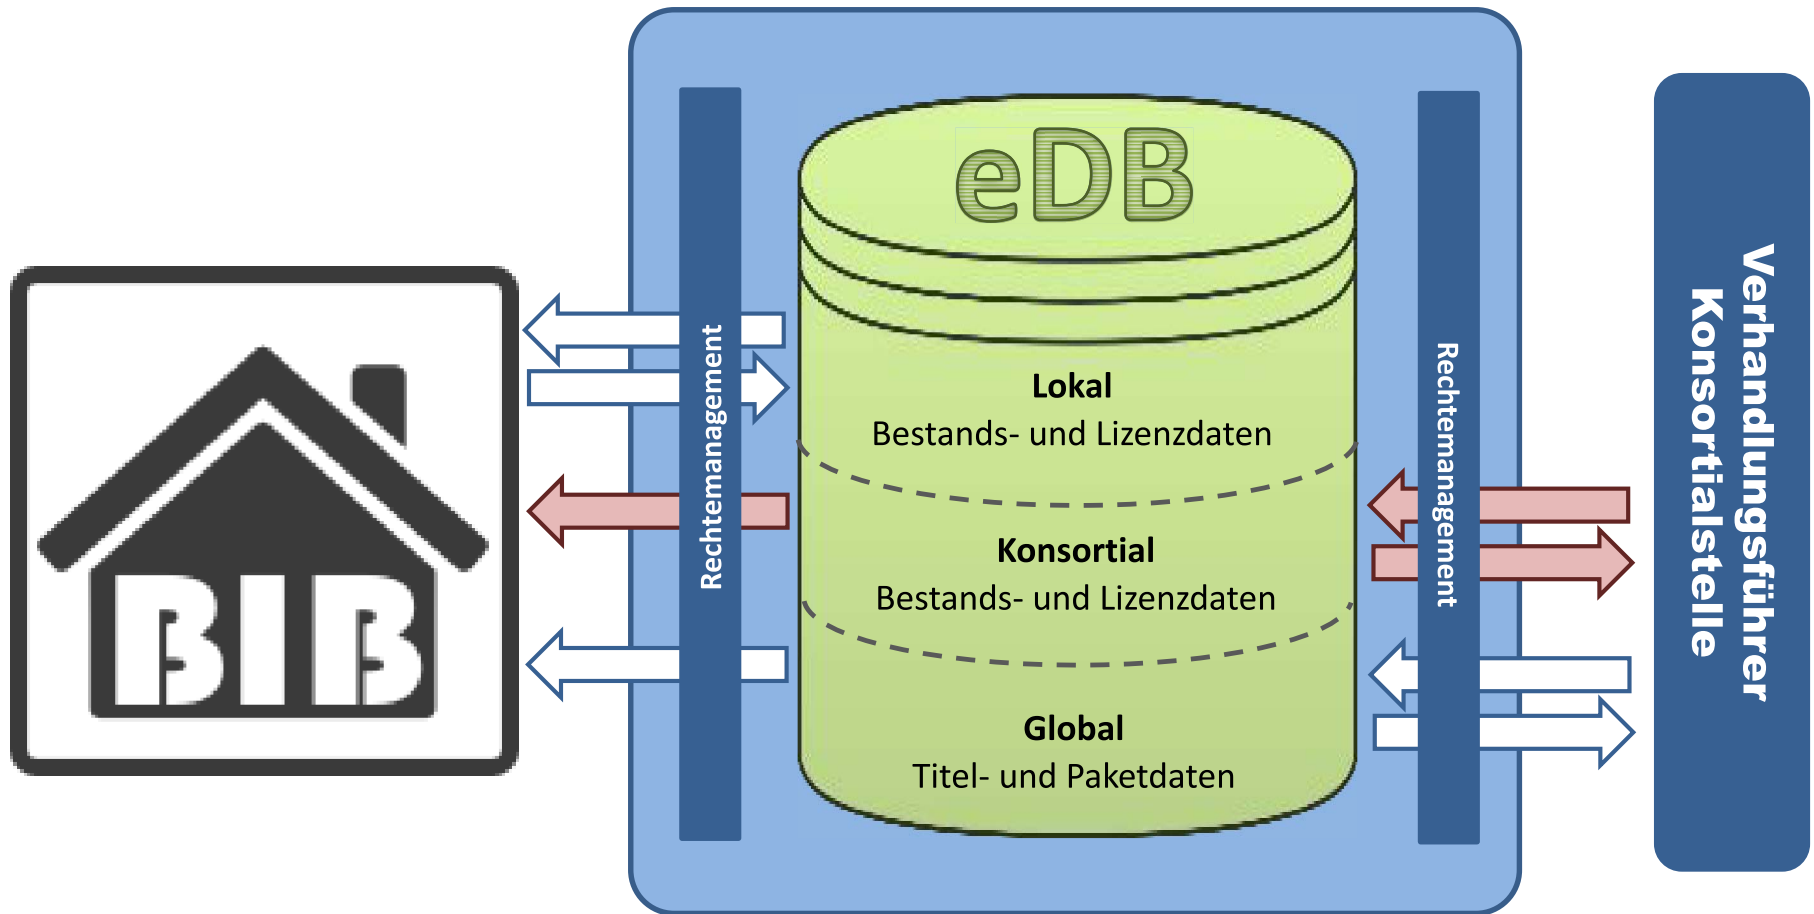 eDB
Lokal
Bestands- und Lizenzdaten
Konsortial
Bestands- und Lizenzdaten
Global
Titel- und Paketdaten
Rechtemanagement
Rechtemanagement
BIB
Verhandlungsführer
Konsortialstelle